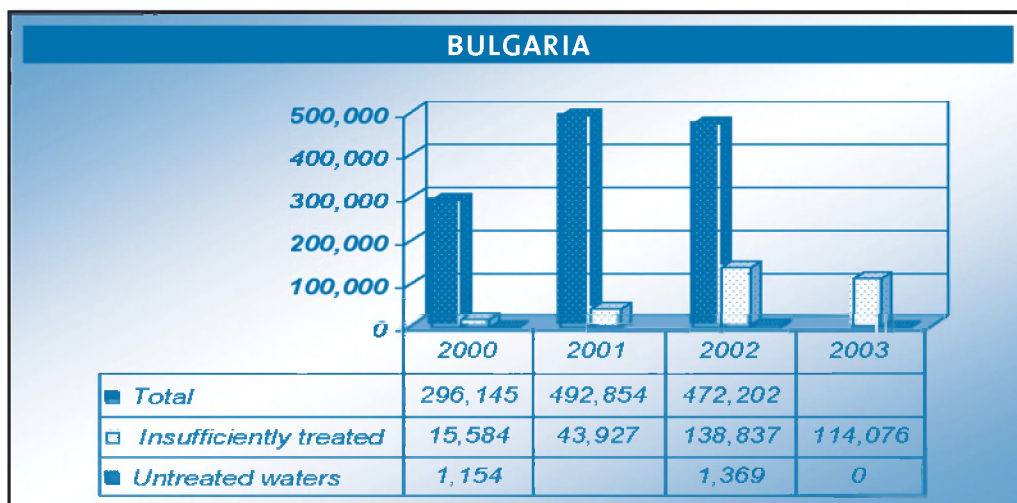 BULGARIA
500,000
400,000
300,000
200,000
100,000
0
2000 2001 2002 2003
Total 296,145 492,854 472,202
Insufficiently treated 15,584 43,927 138,837 114,076
Untreated waters 1,154 1,369 0